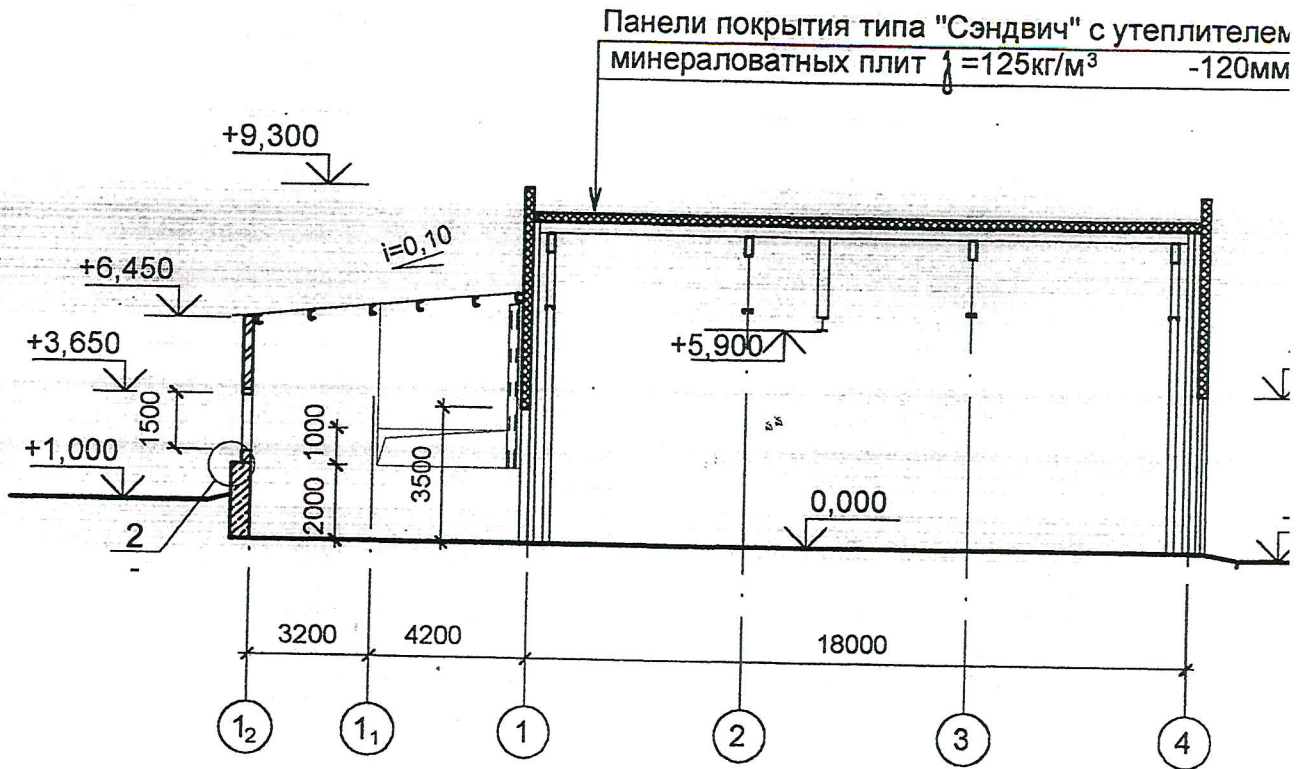 Панели покрытия типа "Сэндвич" с утеплителем
минераловатных плит =125кг/м³ -120мм
+9,300
i=0,10
+6,450
+3,650
+5,900
1500
1000
+1,000
3500
2000
0,000
2
-
3200 4200 18000
1₂ 1₁ 1 2 3 4